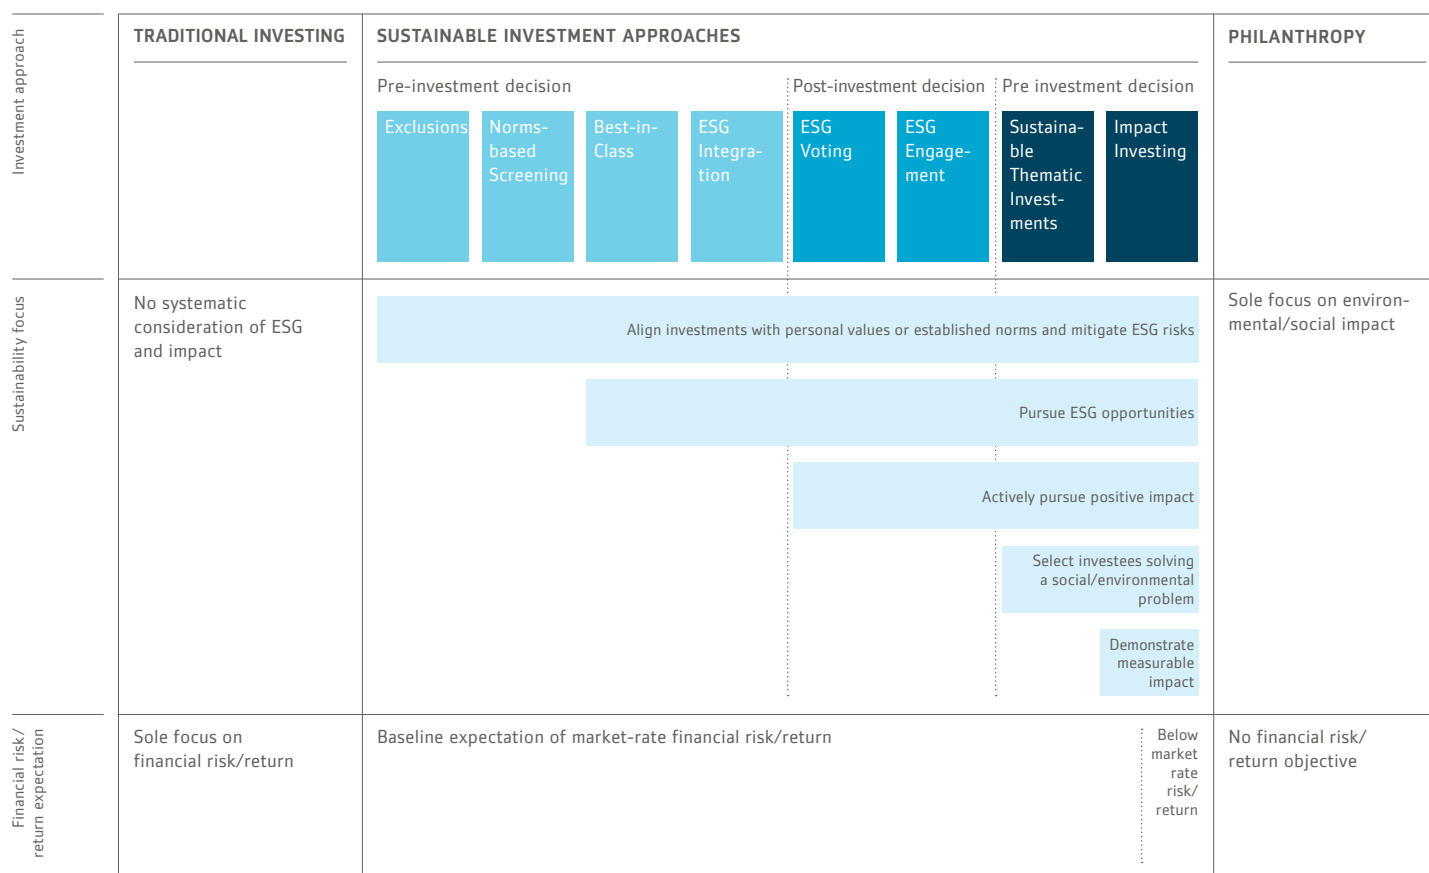 Investment approach
TRADITIONAL INVESTING
SUSTAINABLE INVESTMENT APPROACHES
PHILANTHROPY
Pre-investment decision
Post-investment decision
Pre investment decision
Exclusions
Norms-
based
Screening
Best-in-
Class
ESG
Integra-
tion
ESG
Voting
ESG
Engage-
ment
Sustaina-
ble
Thematic
Invest-
ments
Impact
Investing
Sustainability focus
No systematic
consideration of ESG
and impact
Align investments with personal values or established norms and mitigate ESG risks
Pursue ESG opportunities
Actively pursue positive impact
Select investees solving
a social/environmental
problem
Demonstrate
measurable
impact
Sole focus on environ-
mental/social impact
Financial risk/
return expectation
Sole focus on
financial risk/return
Baseline expectation of market-rate financial risk/return
Below
market
rate
risk/
return
No financial risk/
return objective